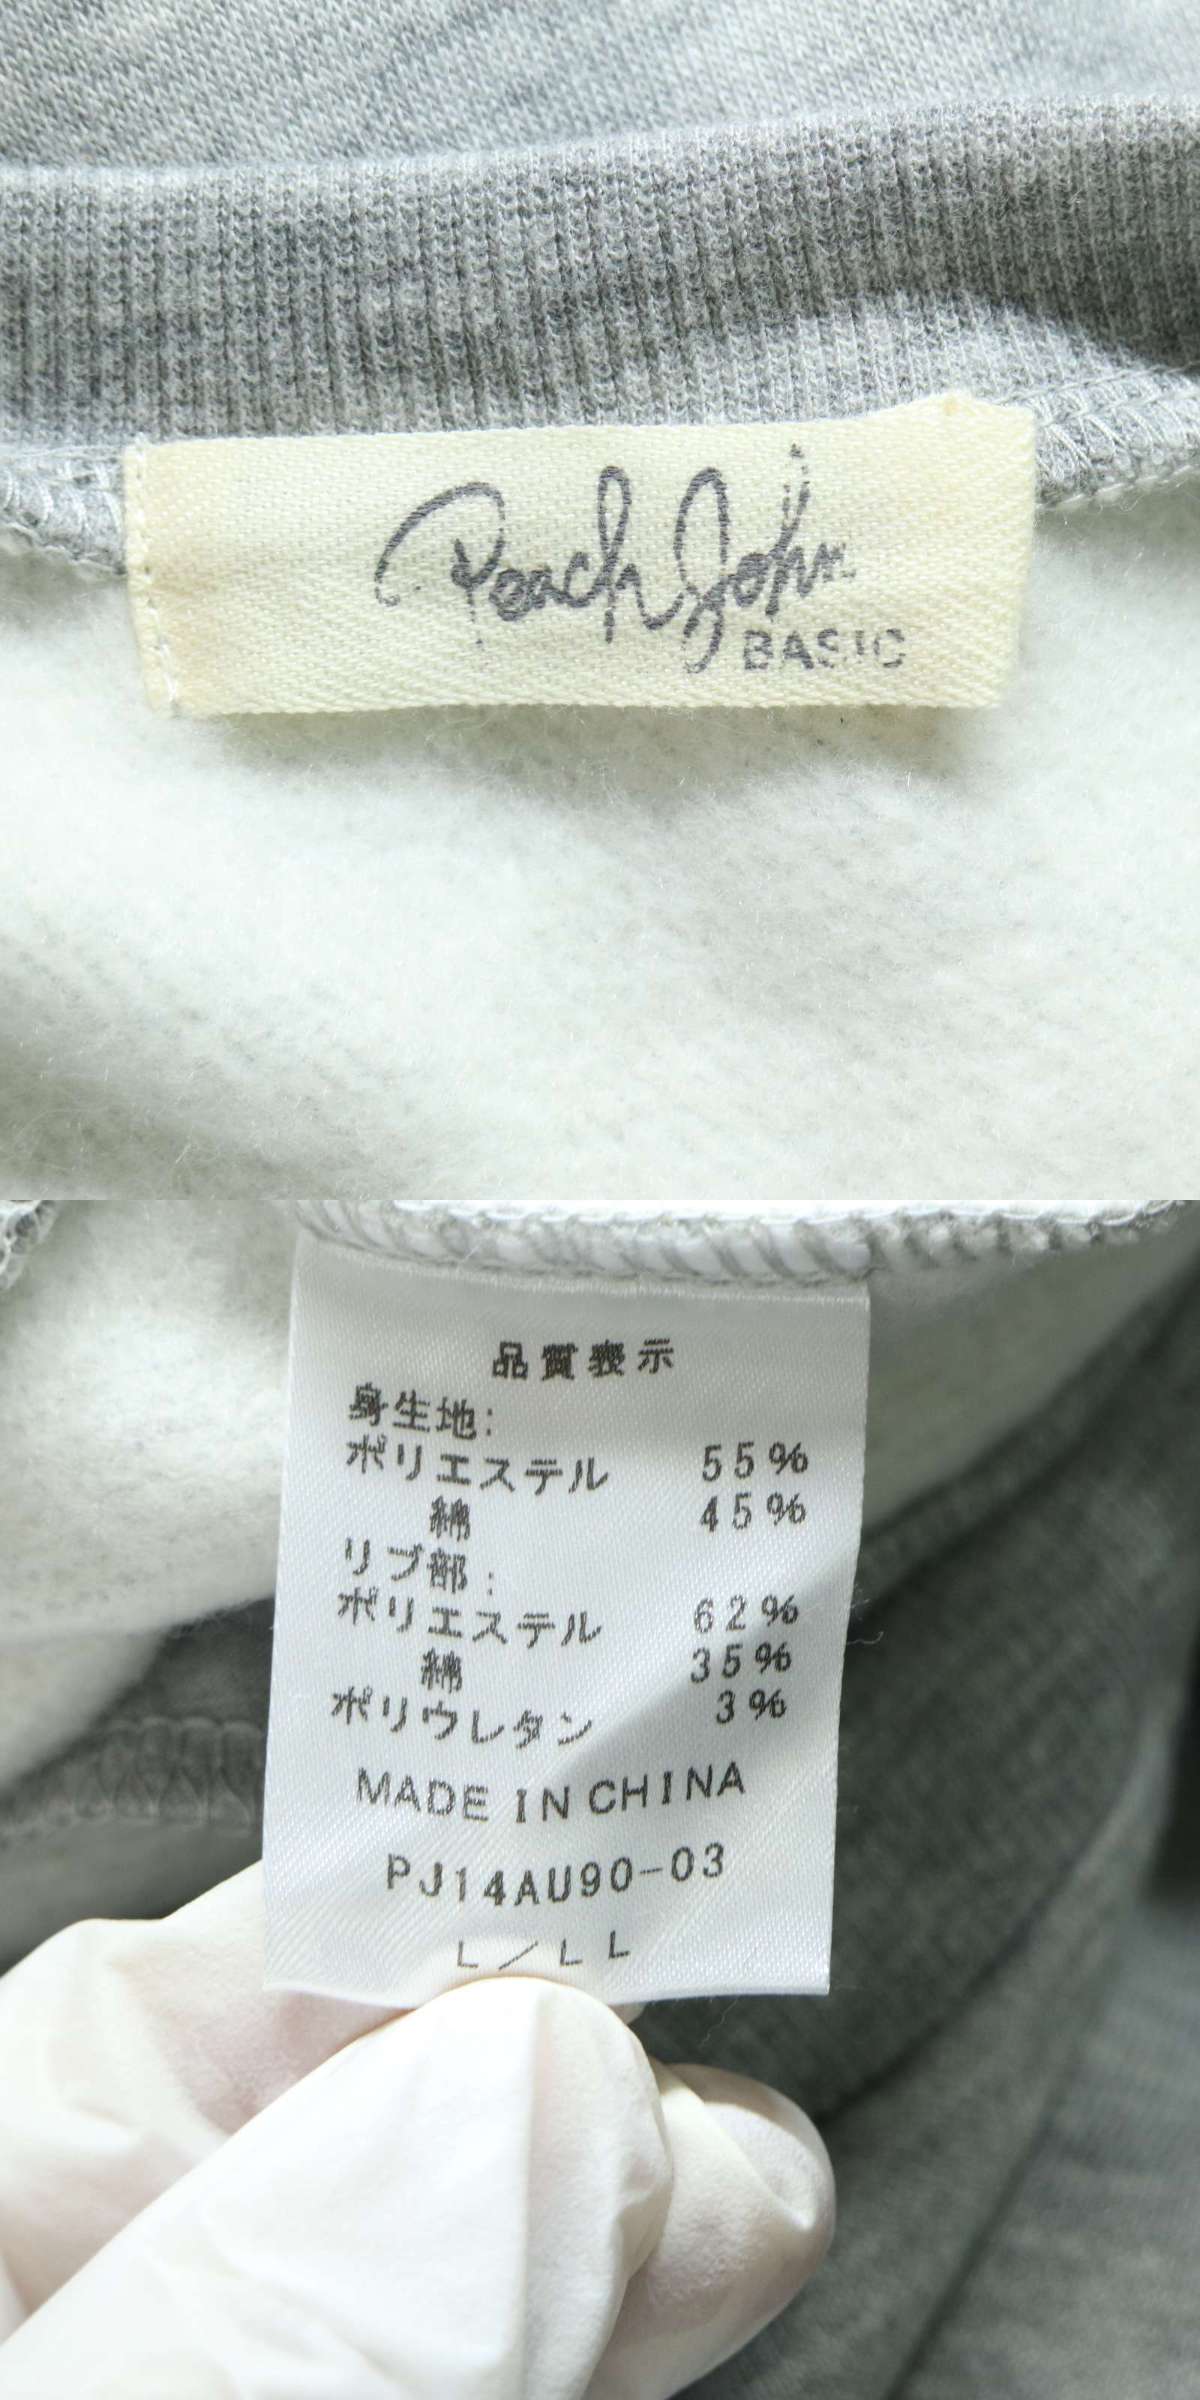 Peach John
BASIC
品質表示
身生地:
ポリエステル 55%
綿 45%
リブ部:
ポリエステル 62%
綿 35%
ポリウレタン 3%
MADE IN CHINA
PJ14AU90-03
L／LL